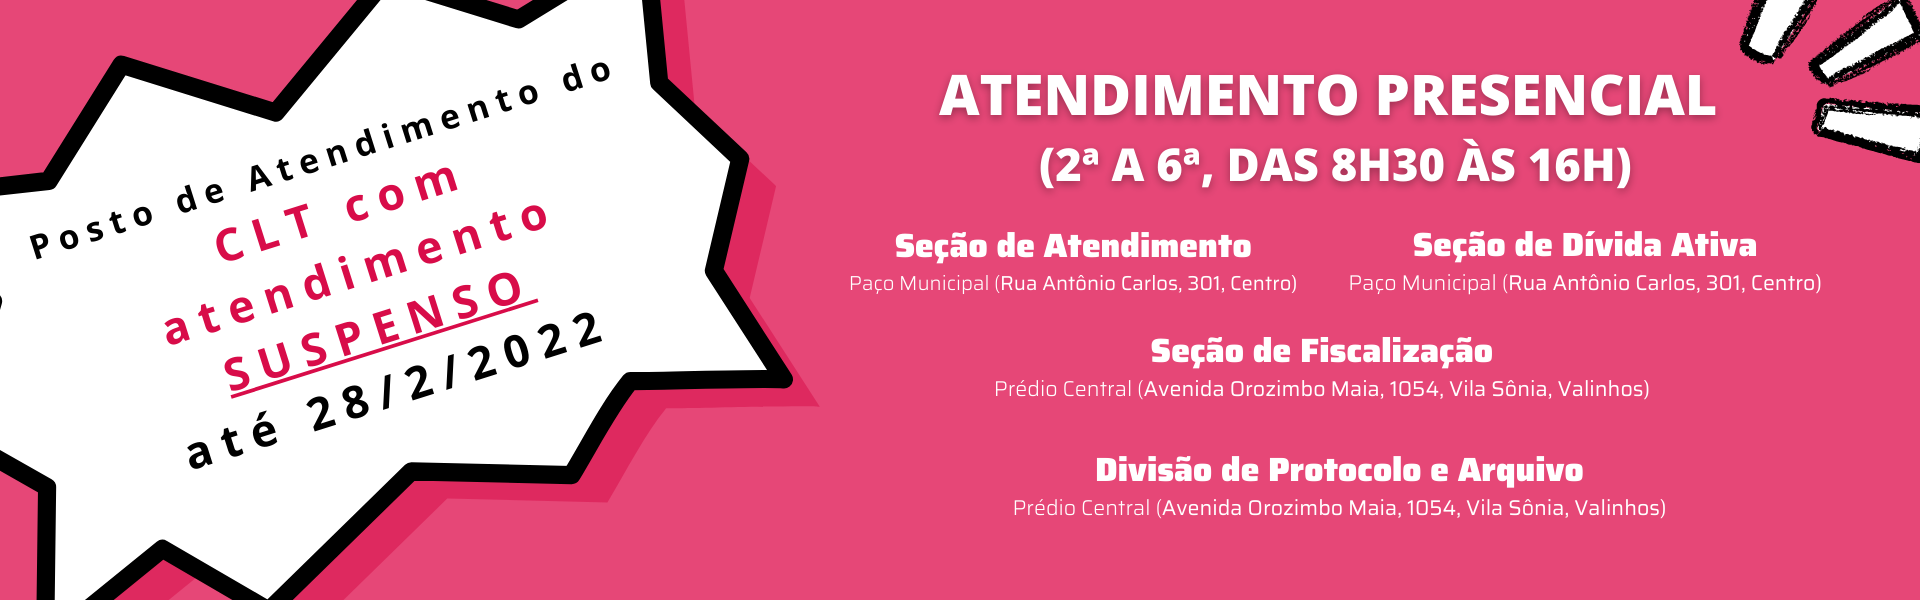 Posto de Atendimento do
CLT com
atendimento
SUSPENSO
até 28/2/2022
ATENDIMENTO PRESENCIAL
(2ª A 6ª, DAS 8H30 ÀS 16H)
Seção de Atendimento
Paço Municipal (Rua Antônio Carlos, 301, Centro)
Seção de Dívida Ativa
Paço Municipal (Rua Antônio Carlos, 301, Centro)
Seção de Fiscalização
Prédio Central (Avenida Orozimbo Maia, 1054, Vila Sônia, Valinhos)
Divisão de Protocolo e Arquivo
Prédio Central (Avenida Orozimbo Maia, 1054, Vila Sônia, Valinhos)